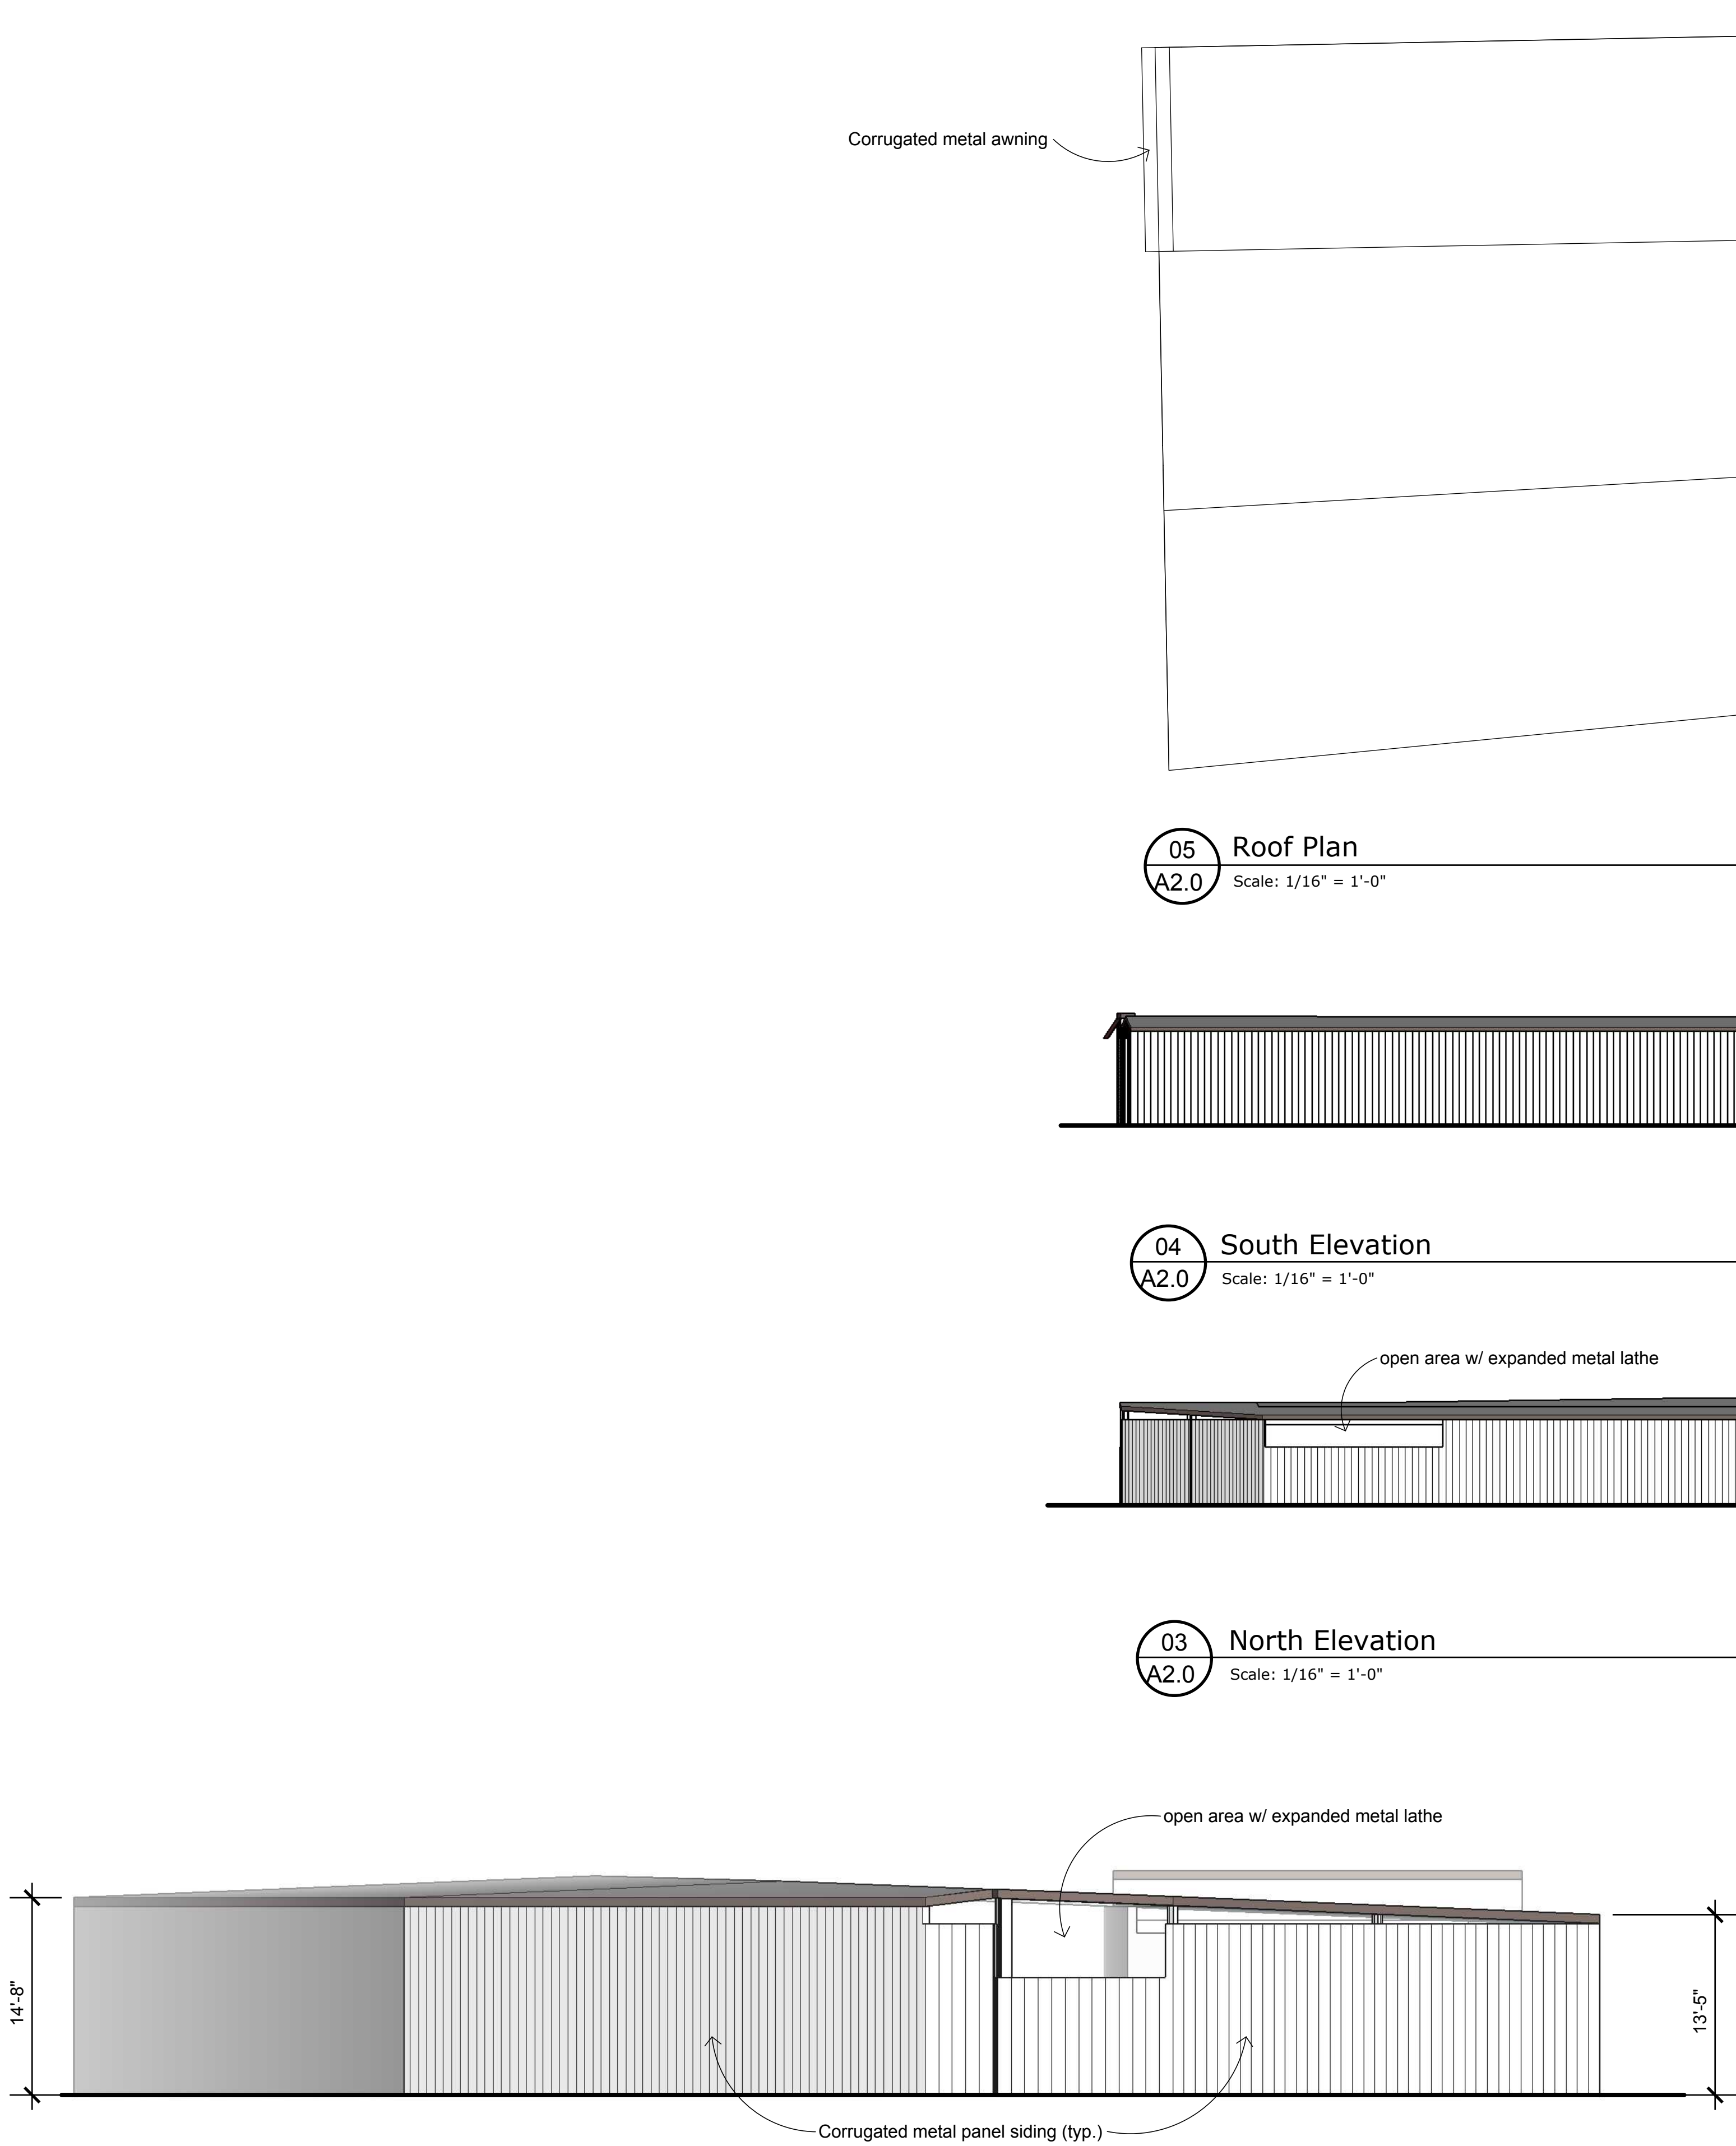 Corrugated metal awning
05
A2.0
Roof Plan
Scale: 1/16" = 1'-0"
04
A2.0
South Elevation
Scale: 1/16" = 1'-0"
open area w/ expanded metal lathe
03
A2.0
North Elevation
Scale: 1/16" = 1'-0"
open area w/ expanded metal lathe
14'-8"
13'-5"
Corrugated metal panel siding (typ.)